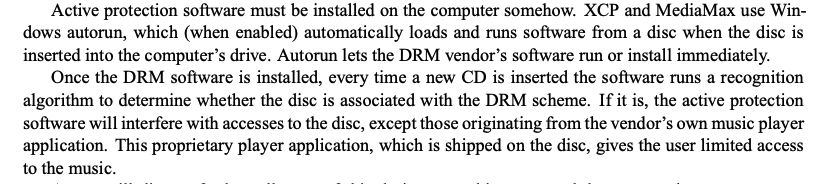 Active protection software must be installed on the computer somehow. XCP and MediaMax use Win-
dows autorun, which (when enabled) automatically loads and runs software from a disc when the disc is
inserted into the computer's drive. Autorun lets the DRM vendor's software run or install immediately.
Once the DRM software is installed, every time a new CD is inserted the software runs a recognition
algorithm to determine whether the disc is associated with the DRM scheme. If it is, the active protection
software will interfere with accesses to the disc, except those originating from the vendor's own music player
application. This proprietary player application, which is shipped on the disc, gives the user limited access
to the music.